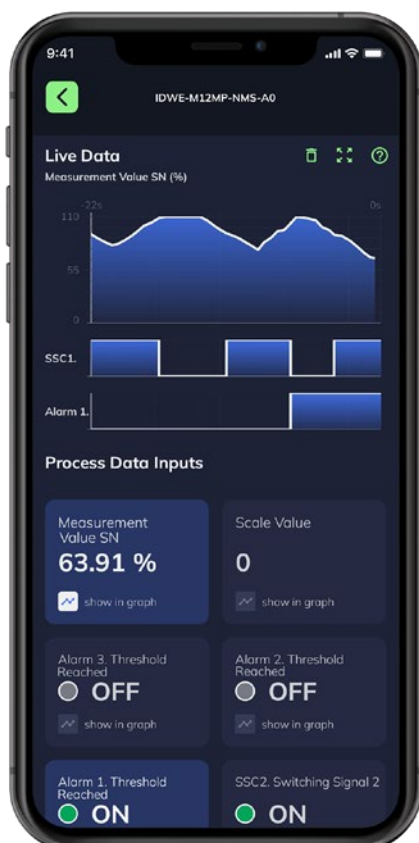 9:41
IDWE-M12MP-NMS-A0
Live Data
Measurement Value SN (%)
-22s
0s
110
55
0
SSC1.
Alarm 1.
Process Data Inputs
Measurement
Value SN
63.91 %
show in graph
Scale Value
0
show in graph
Alarm 3. Threshold
Reached
OFF
show in graph
Alarm 2. Threshold
Reached
OFF
show in graph
Alarm 1. Threshold
Reached
ON
SSC2. Switching Signal 2
ON